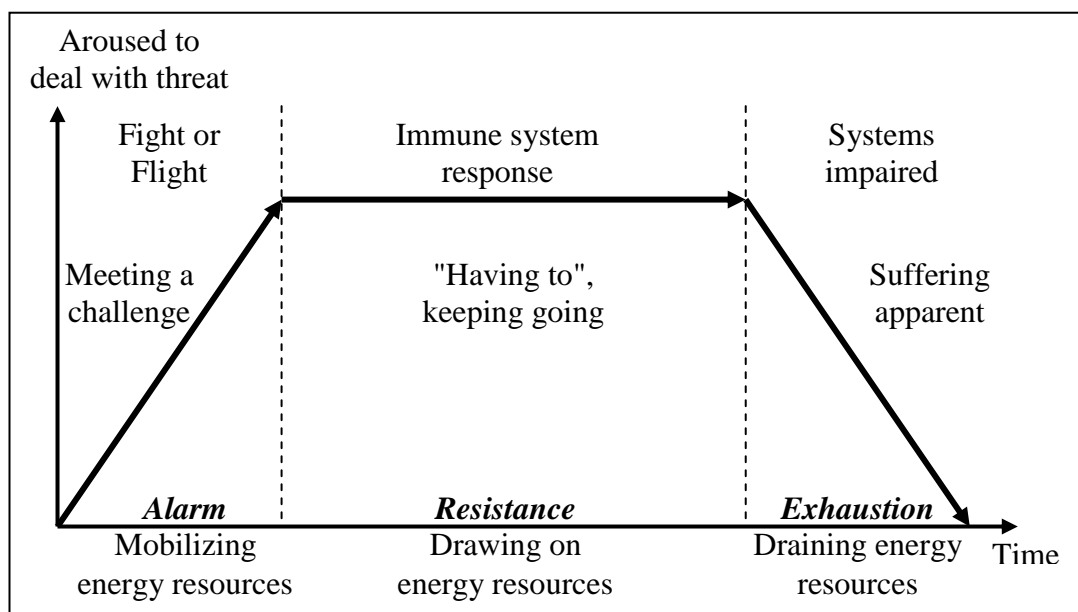 Aroused to
deal with threat
Fight or
Flight
Immune system
response
Systems
impaired
Meeting a
challenge
"Having to",
keeping going
Suffering
apparent
Alarm
Resistance
Exhaustion
Mobilizing
energy resources
Drawing on
energy resources
Draining energy
resources
Time